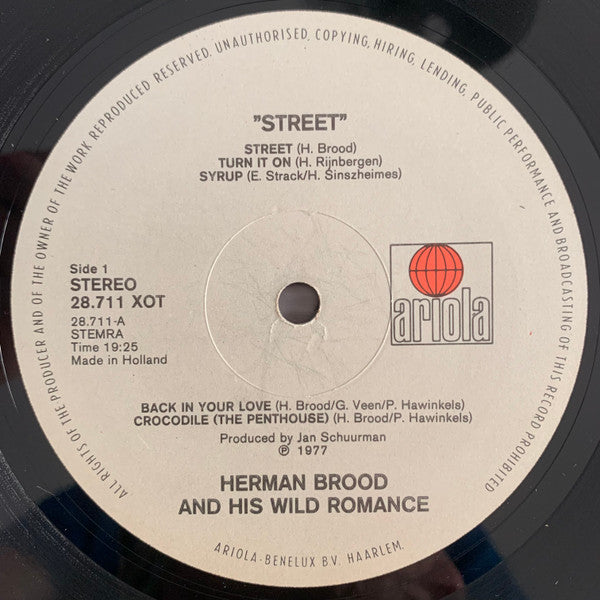 ALL RIGHTS OF THE PRODUCER AND OF THE OWNER OF THE WORK REPRODUCED RESERVED. UNAUTHORISED, COPYING, HIRING, LENDING, PUBLIC PERFORMANCE AND BROADCASTING OF THIS RECORD PROHIBITED
"STREET"
STREET (H. Brood)
TURN IT ON (H. Rijnbergen)
SYRUP (E. Strack/H. Sinszheimes)
Side 1
STEREO
28.711 XOT
28.711-A
STEMRA
Time 19:25
Made in Holland
ariola
BACK IN YOUR LOVE (H. Brood/G. Veen/P. Hawinkels)
CROCODILE (THE PENTHOUSE) (H. Brood/P. Hawinkels)
Produced by Jan Schuurman
℗ 1977
HERMAN BROOD
AND HIS WILD ROMANCE
ARIOLA-BENELUX B.V. HAARLEM.